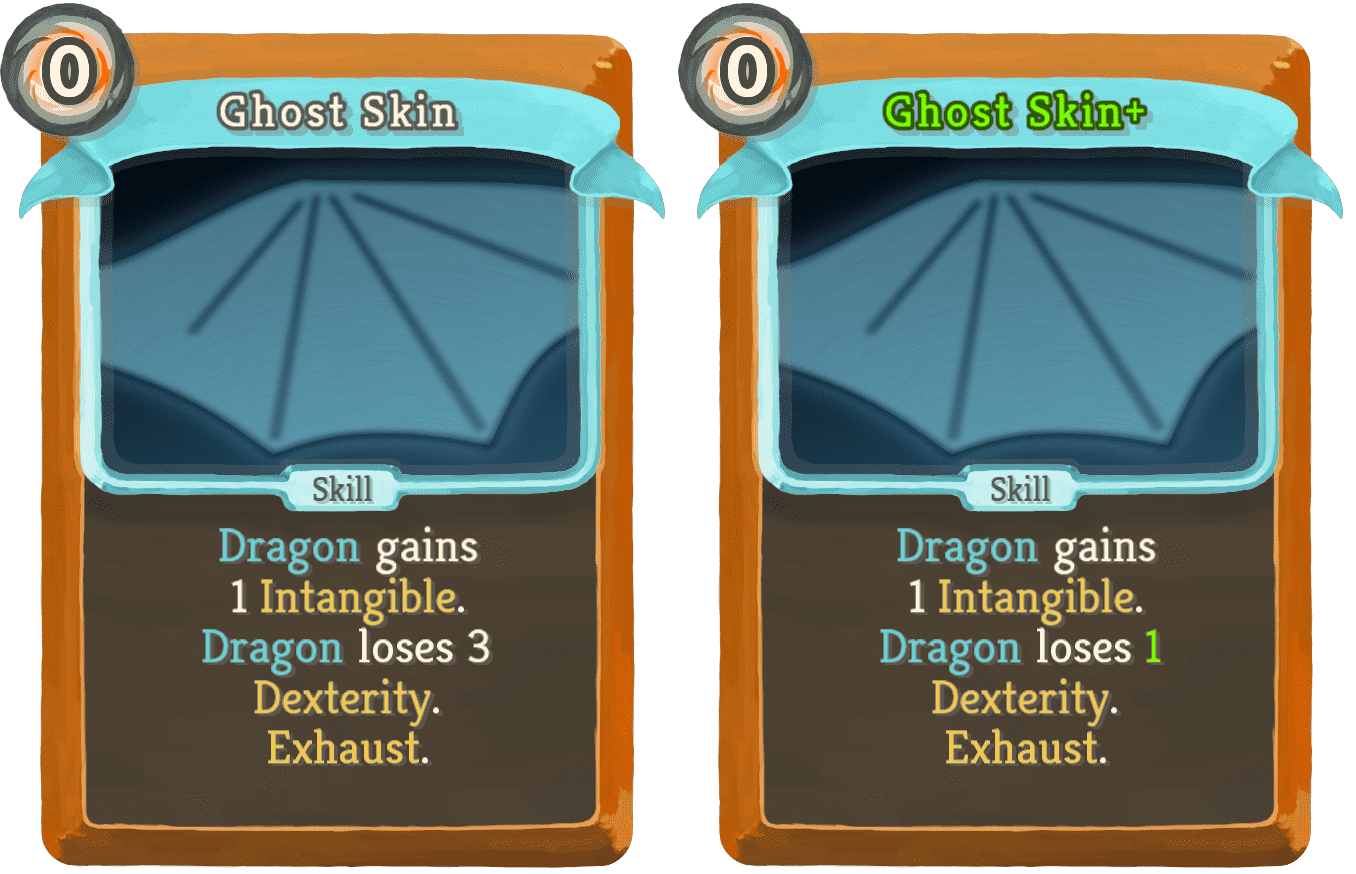 0
Ghost Skin
Skill
Dragon gains
1 Intangible.
Dragon loses 3
Dexterity.
Exhaust.
0
Ghost Skin+
Skill
Dragon gains
1 Intangible.
Dragon loses 1
Dexterity.
Exhaust.